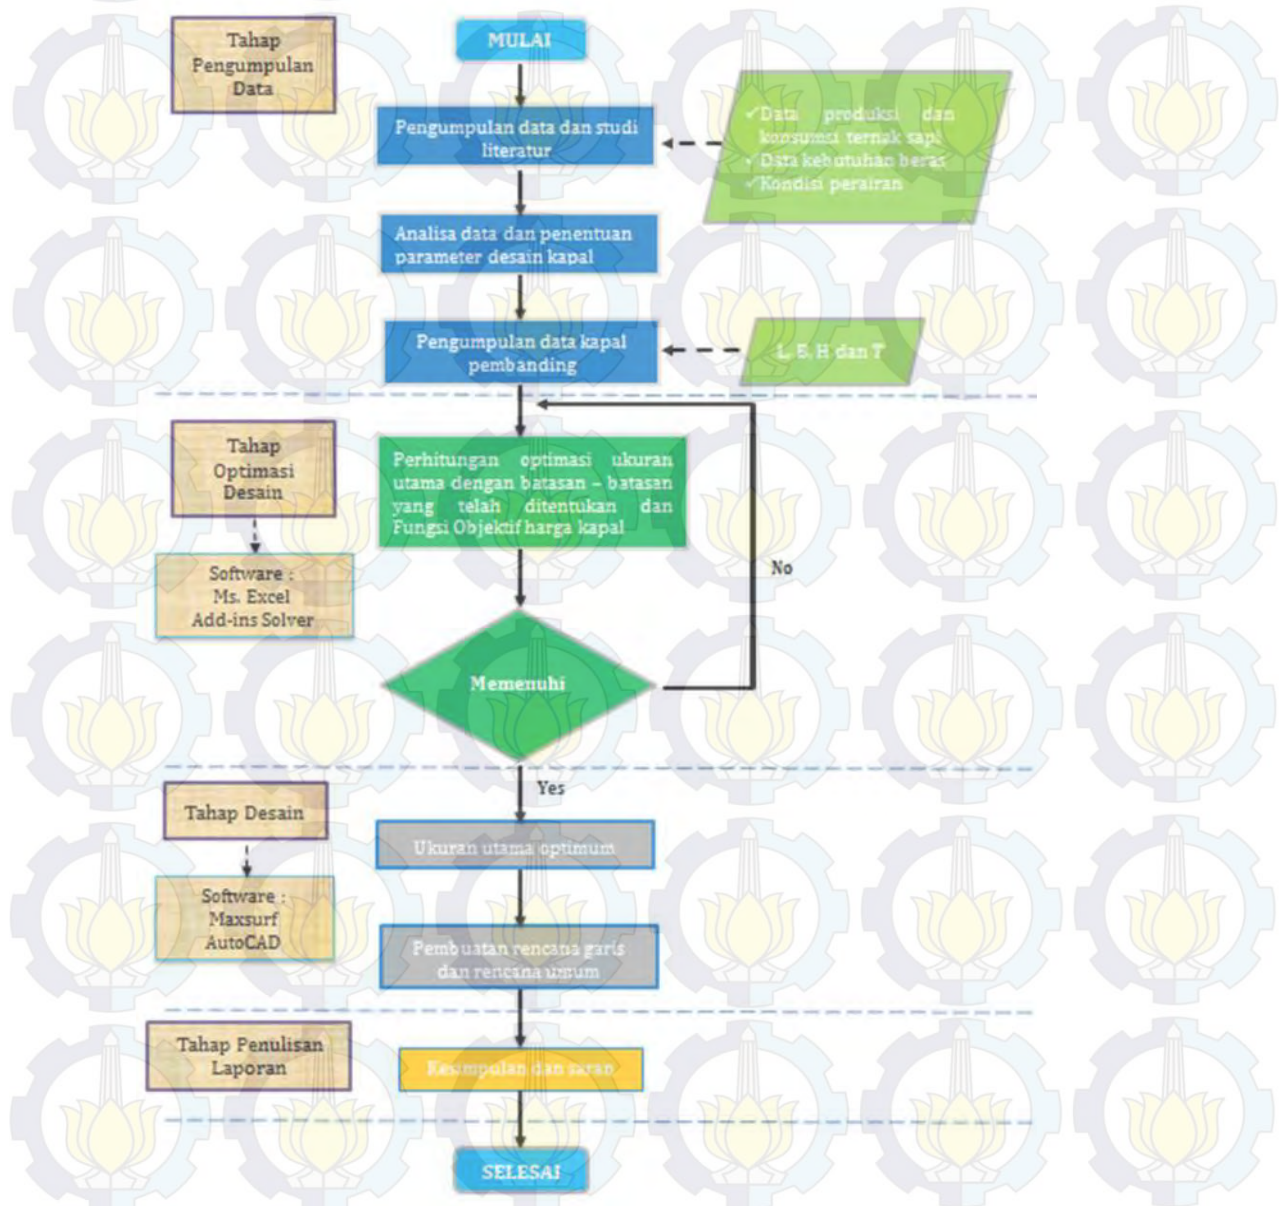 Tahap
Pengumpulan
Data
MULAI
Pengumpulan data dan studi
literatur
✓Data produksi dan
konsumsi ternak sapi
✓Data kebutuhan beras
✓Kondisi perairan
Analisa data dan penentuan
parameter desain kapal
Pengumpulan data kapal
pembanding
L, B, H dan T
Tahap
Optimasi
Desain
Software :
Ms. Excel
Add-ins Solver
Perhitungan optimasi ukuran
utama dengan batasan – batasan
yang telah ditentukan dan
Fungsi Objektif harga kapal
No
Memenuhi
Yes
Tahap Desain
Software :
Maxsurf
AutoCAD
Ukuran utama optimum
Pembuatan rencana garis
dan rencana umum
Tahap Penulisan
Laporan
Kesimpulan dan saran
SELESAI